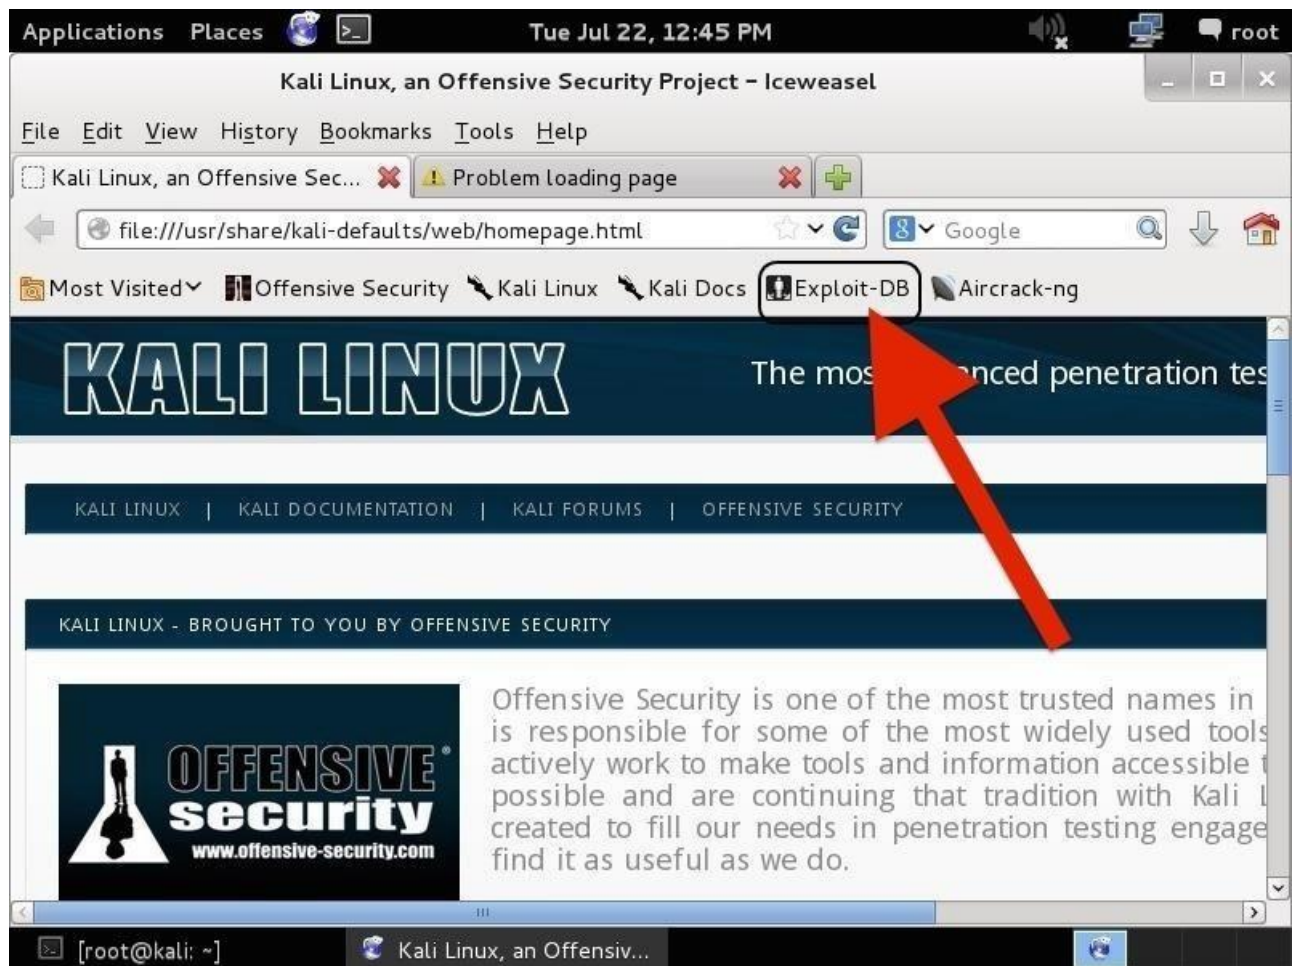 Applications Places Tue Jul 22, 12:45 PM root
Kali Linux, an Offensive Security Project - Iceweasel
File Edit View History Bookmarks Tools Help
Kali Linux, an Offensive Sec... Problem loading page
file:///usr/share/kali-defaults/web/homepage.html Google
Most Visited Offensive Security Kali Linux Kali Docs Exploit-DB Aircrack-ng
KALI LINUX The mos nced penetration tes
KALI LINUX | KALI DOCUMENTATION | KALI FORUMS | OFFENSIVE SECURITY
KALI LINUX - BROUGHT TO YOU BY OFFENSIVE SECURITY
OFFENSIVE®
security
www.offensive-security.com
Offensive Security is one of the most trusted names in
is responsible for some of the most widely used tools
actively work to make tools and information accessible t
possible and are continuing that tradition with Kali L
created to fill our needs in penetration testing engage
find it as useful as we do.
[root@kali: ~] Kali Linux, an Offensiv...